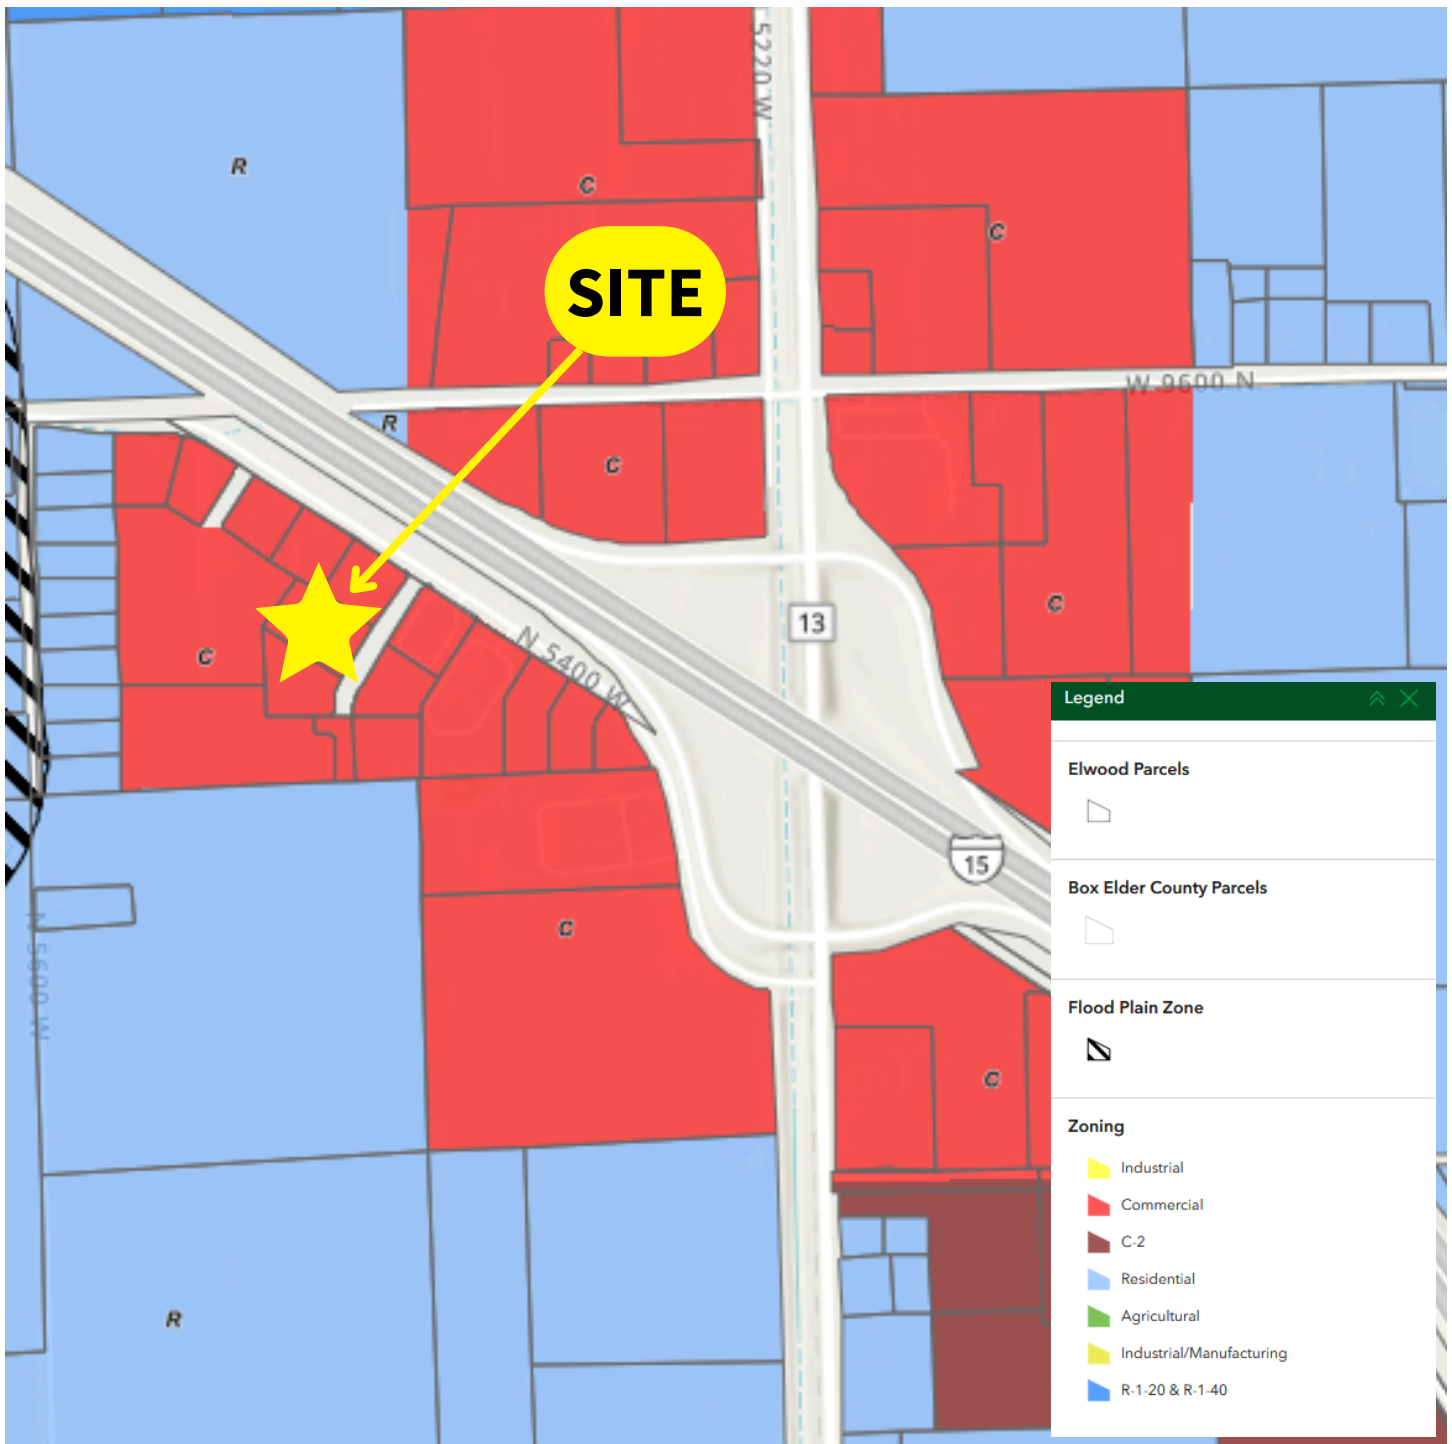 5220 W
R
C
C
SITE
W 9600 N
R
C
13
C
N 5400 W
C
Legend
Elwood Parcels
15
Box Elder County Parcels
C
N 5600 W
Flood Plain Zone
C
Zoning
Industrial
Commercial
C-2
Residential
Agricultural
R
Industrial/Manufacturing
R-1-20 & R-1-40